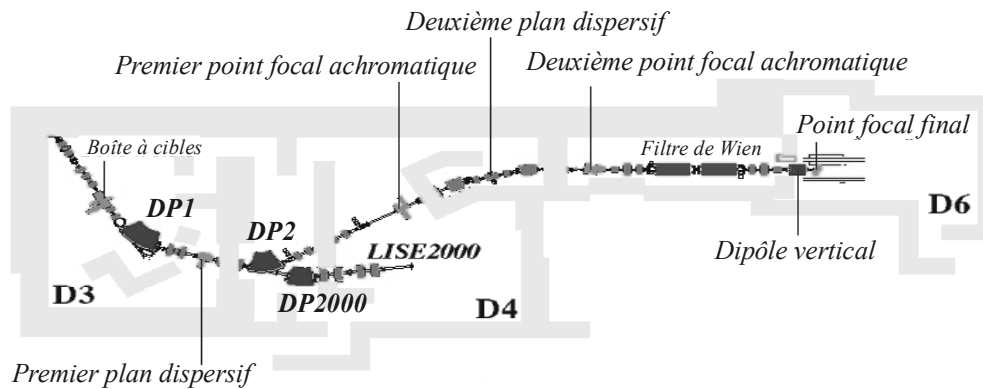 Deuxième plan dispersif
Premier point focal achromatique
Deuxième point focal achromatique
Boîte à cibles
Filtre de Wien
Point focal final
DP1
DP2
LISE2000
D6
DP2000
Dipôle vertical
D3
D4
Premier plan dispersif